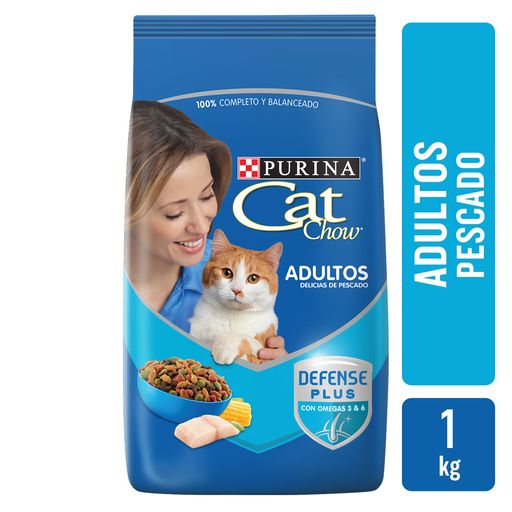 100% COMPLETO Y BALANCEADO
PURINA®
Cat
Chow®
ADULTOS
DELICIAS DE PESCADO
DEFENSE
PLUS
CON OMEGAS 3 & 6
ADULTOS
PESCADO
1
kg